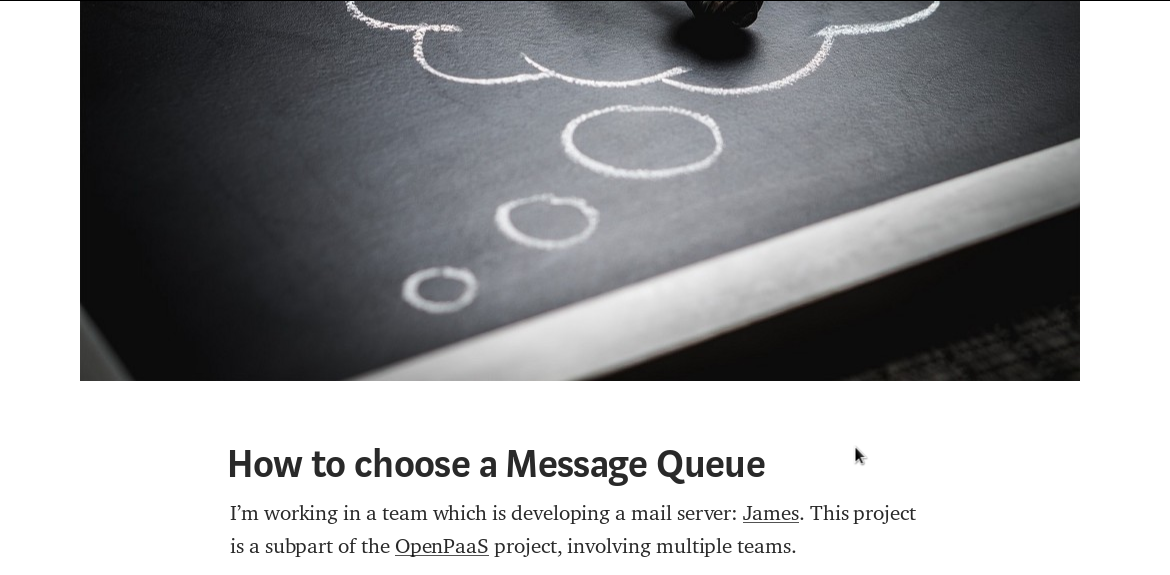 How to choose a Message Queue
I’m working in a team which is developing a mail server: James. This project
is a subpart of the OpenPaaS project, involving multiple teams.